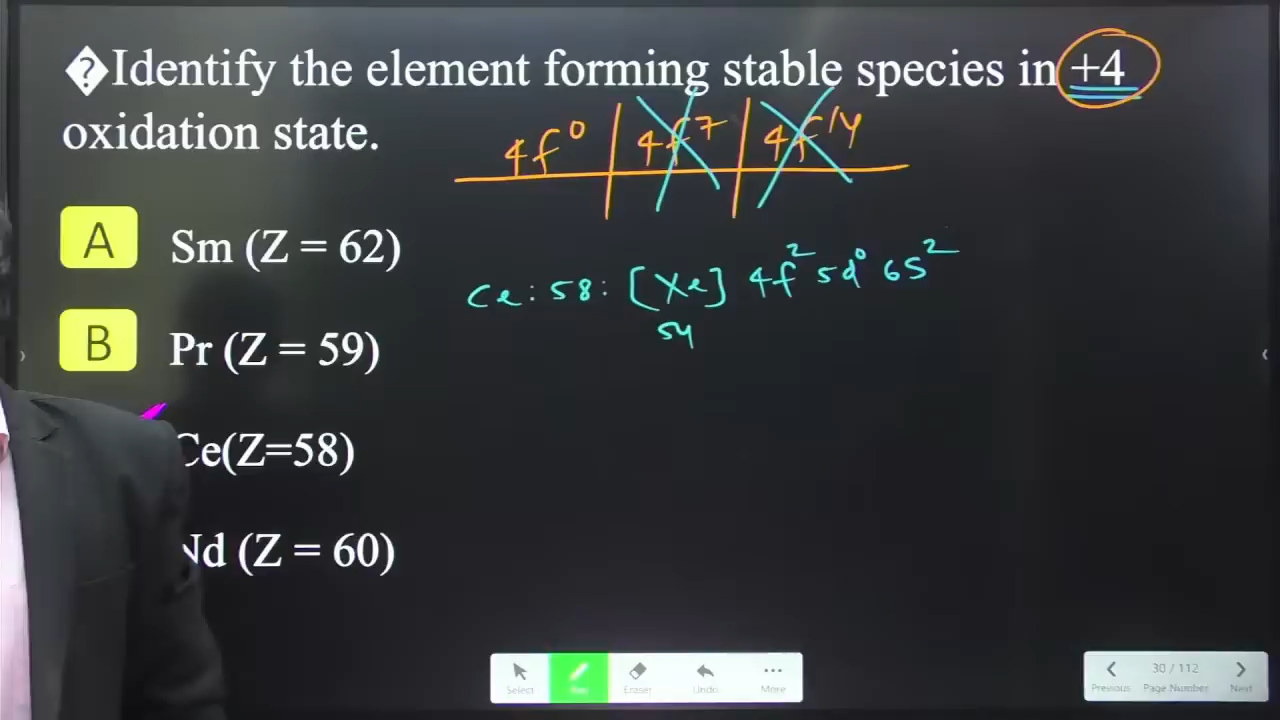 �Identify the element forming stable species in +4
oxidation state.
4f⁰ | 4f⁷ | 4f¹⁴
A Sm (Z = 62)
Ce : 58 : [Xe] 4f² 5d⁰ 6s²
54
B Pr (Z = 59)
Ce(Z=58)
Nd (Z = 60)
Select
Undo
More
Eraser
30 / 112
Previous Page Number Next